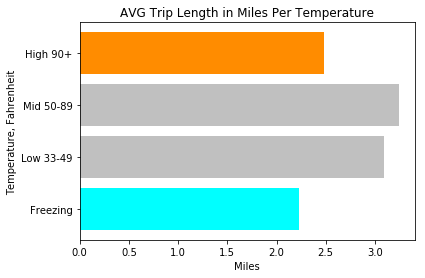 AVG Trip Length in Miles Per Temperature
Temperature, Fahrenheit
High 90+
Mid 50-89
Low 33-49
Freezing
0.0 0.5 1.0 1.5 2.0 2.5 3.0
Miles